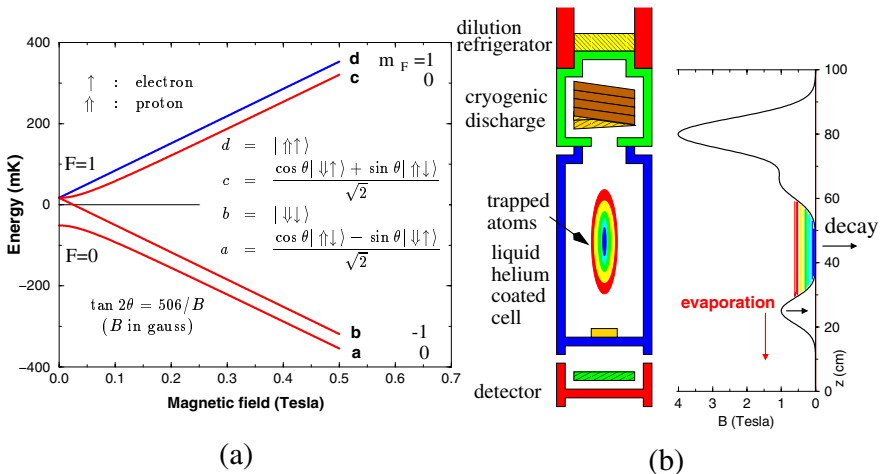 400
200
0
−200
−400
Energy (mK)
0.0 0.1 0.2 0.3 0.4 0.5 0.6 0.7
Magnetic field (Tesla)
↑ : electron
⇑ : proton
F=1
F=0
d
c
b
a
m F =1
0
-1
0
d = |⇑↑⟩
c = cos θ|⇓↑⟩ + sin θ|⇑↓⟩ / √2
b = |⇓↓⟩
a = cos θ|⇑↓⟩ − sin θ|⇓↑⟩ / √2
tan 2θ = 506/B
(B in gauss)
(a)
dilution
refrigerator
cryogenic
discharge
trapped
atoms
liquid
helium
coated
cell
detector
evaporation
decay
100
80
60
40
20
0
z (cm)
4 3 2 1 0
B (Tesla)
(b)